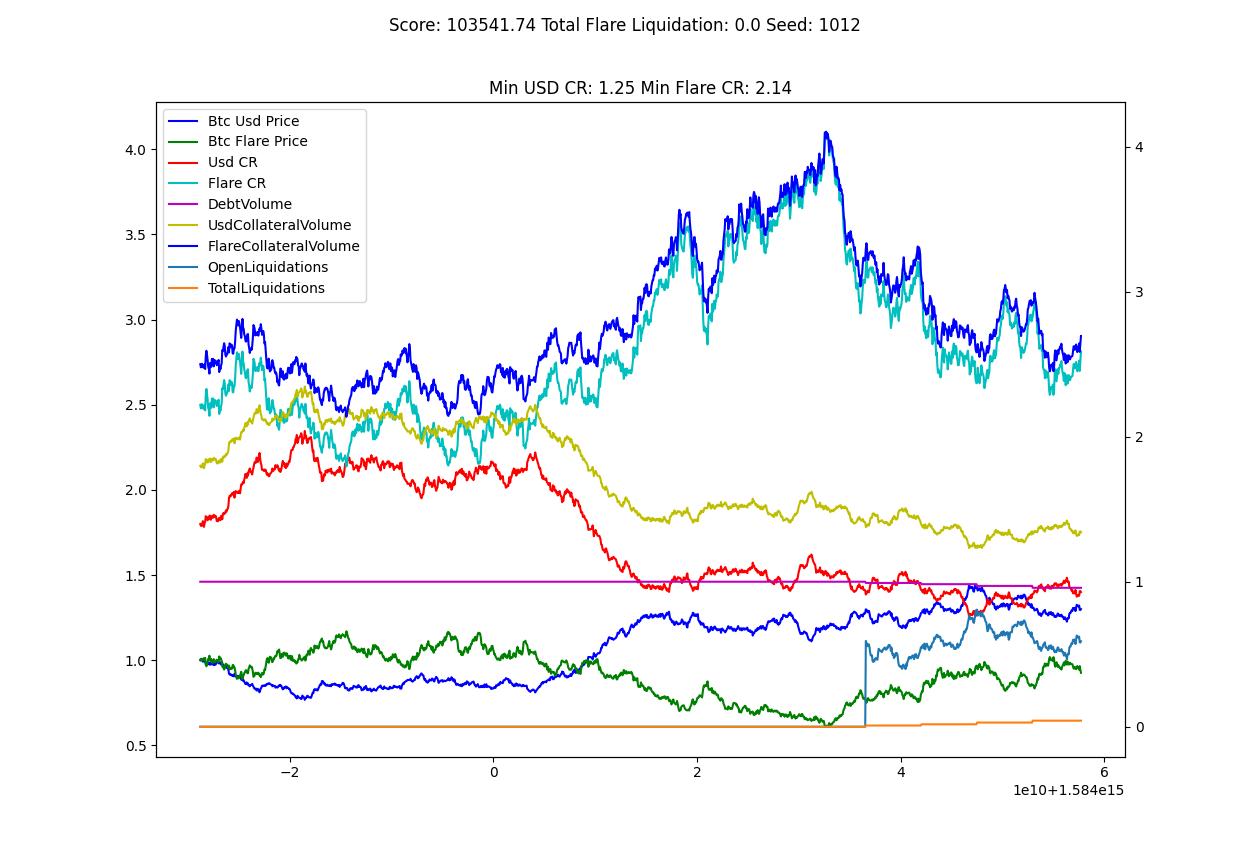 Score: 103541.74 Total Flare Liquidation: 0.0 Seed: 1012
Min USD CR: 1.25 Min Flare CR: 2.14
Btc Usd Price
Btc Flare Price
Usd CR
Flare CR
DebtVolume
UsdCollateralVolume
FlareCollateralVolume
OpenLiquidations
TotalLiquidations
4.0
3.5
3.0
2.5
2.0
1.5
1.0
0.5
4
3
2
1
0
−2
0
2
4
6
1e10+1.584e15